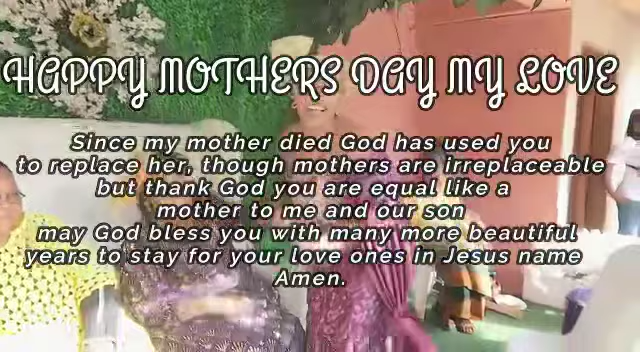 HAPPY MOTHERS DAY MY LOVE
Since my mother died God has used you
to replace her, though mothers are irreplaceable
but thank God you are equal like a
mother to me and our son
may God bless you with many more beautiful
years to stay for your love ones in Jesus name
Amen.